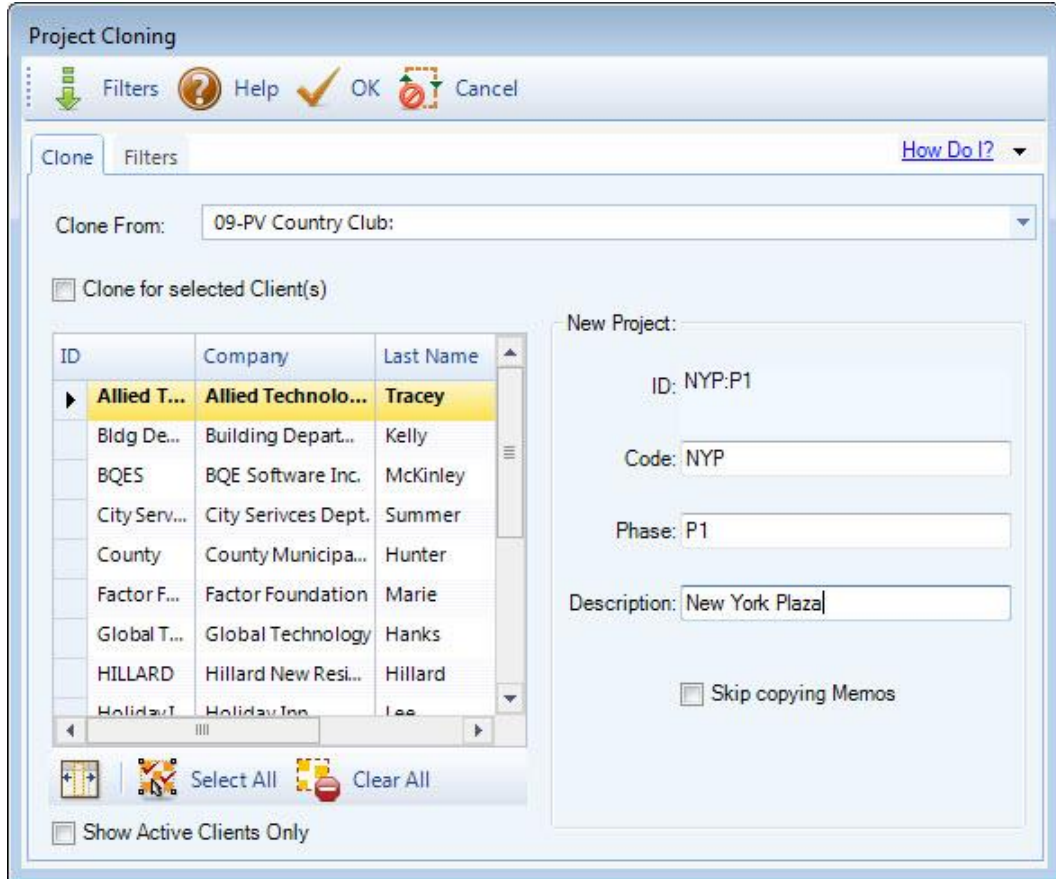 Project Cloning
Filters Help OK Cancel
Clone Filters How Do I?
Clone From: 09-PV Country Club:
Clone for selected Client(s)
New Project:
ID Company Last Name
Allied T... Allied Technolo... Tracey
Bldg De... Building Depart... Kelly
BQES BQE Software Inc. McKinley
City Serv... City Serivces Dept. Summer
County County Municipa... Hunter
Factor F... Factor Foundation Marie
Global T... Global Technology Hanks
HILLARD Hillard New Resi... Hillard
Holiday I... Holiday Inn Lee
ID: NYP:P1
Code: NYP
Phase: P1
Description: New York Plaza
Skip copying Memos
Select All Clear All
Show Active Clients Only